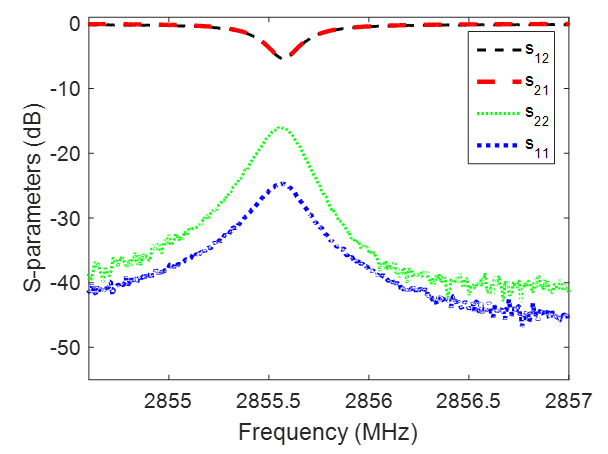 S-parameters (dB)
0
-10
-20
-30
-40
-50
s₁₂
s₂₁
s₂₂
s₁₁
2855
2855.5
2856
2856.5
2857
Frequency (MHz)